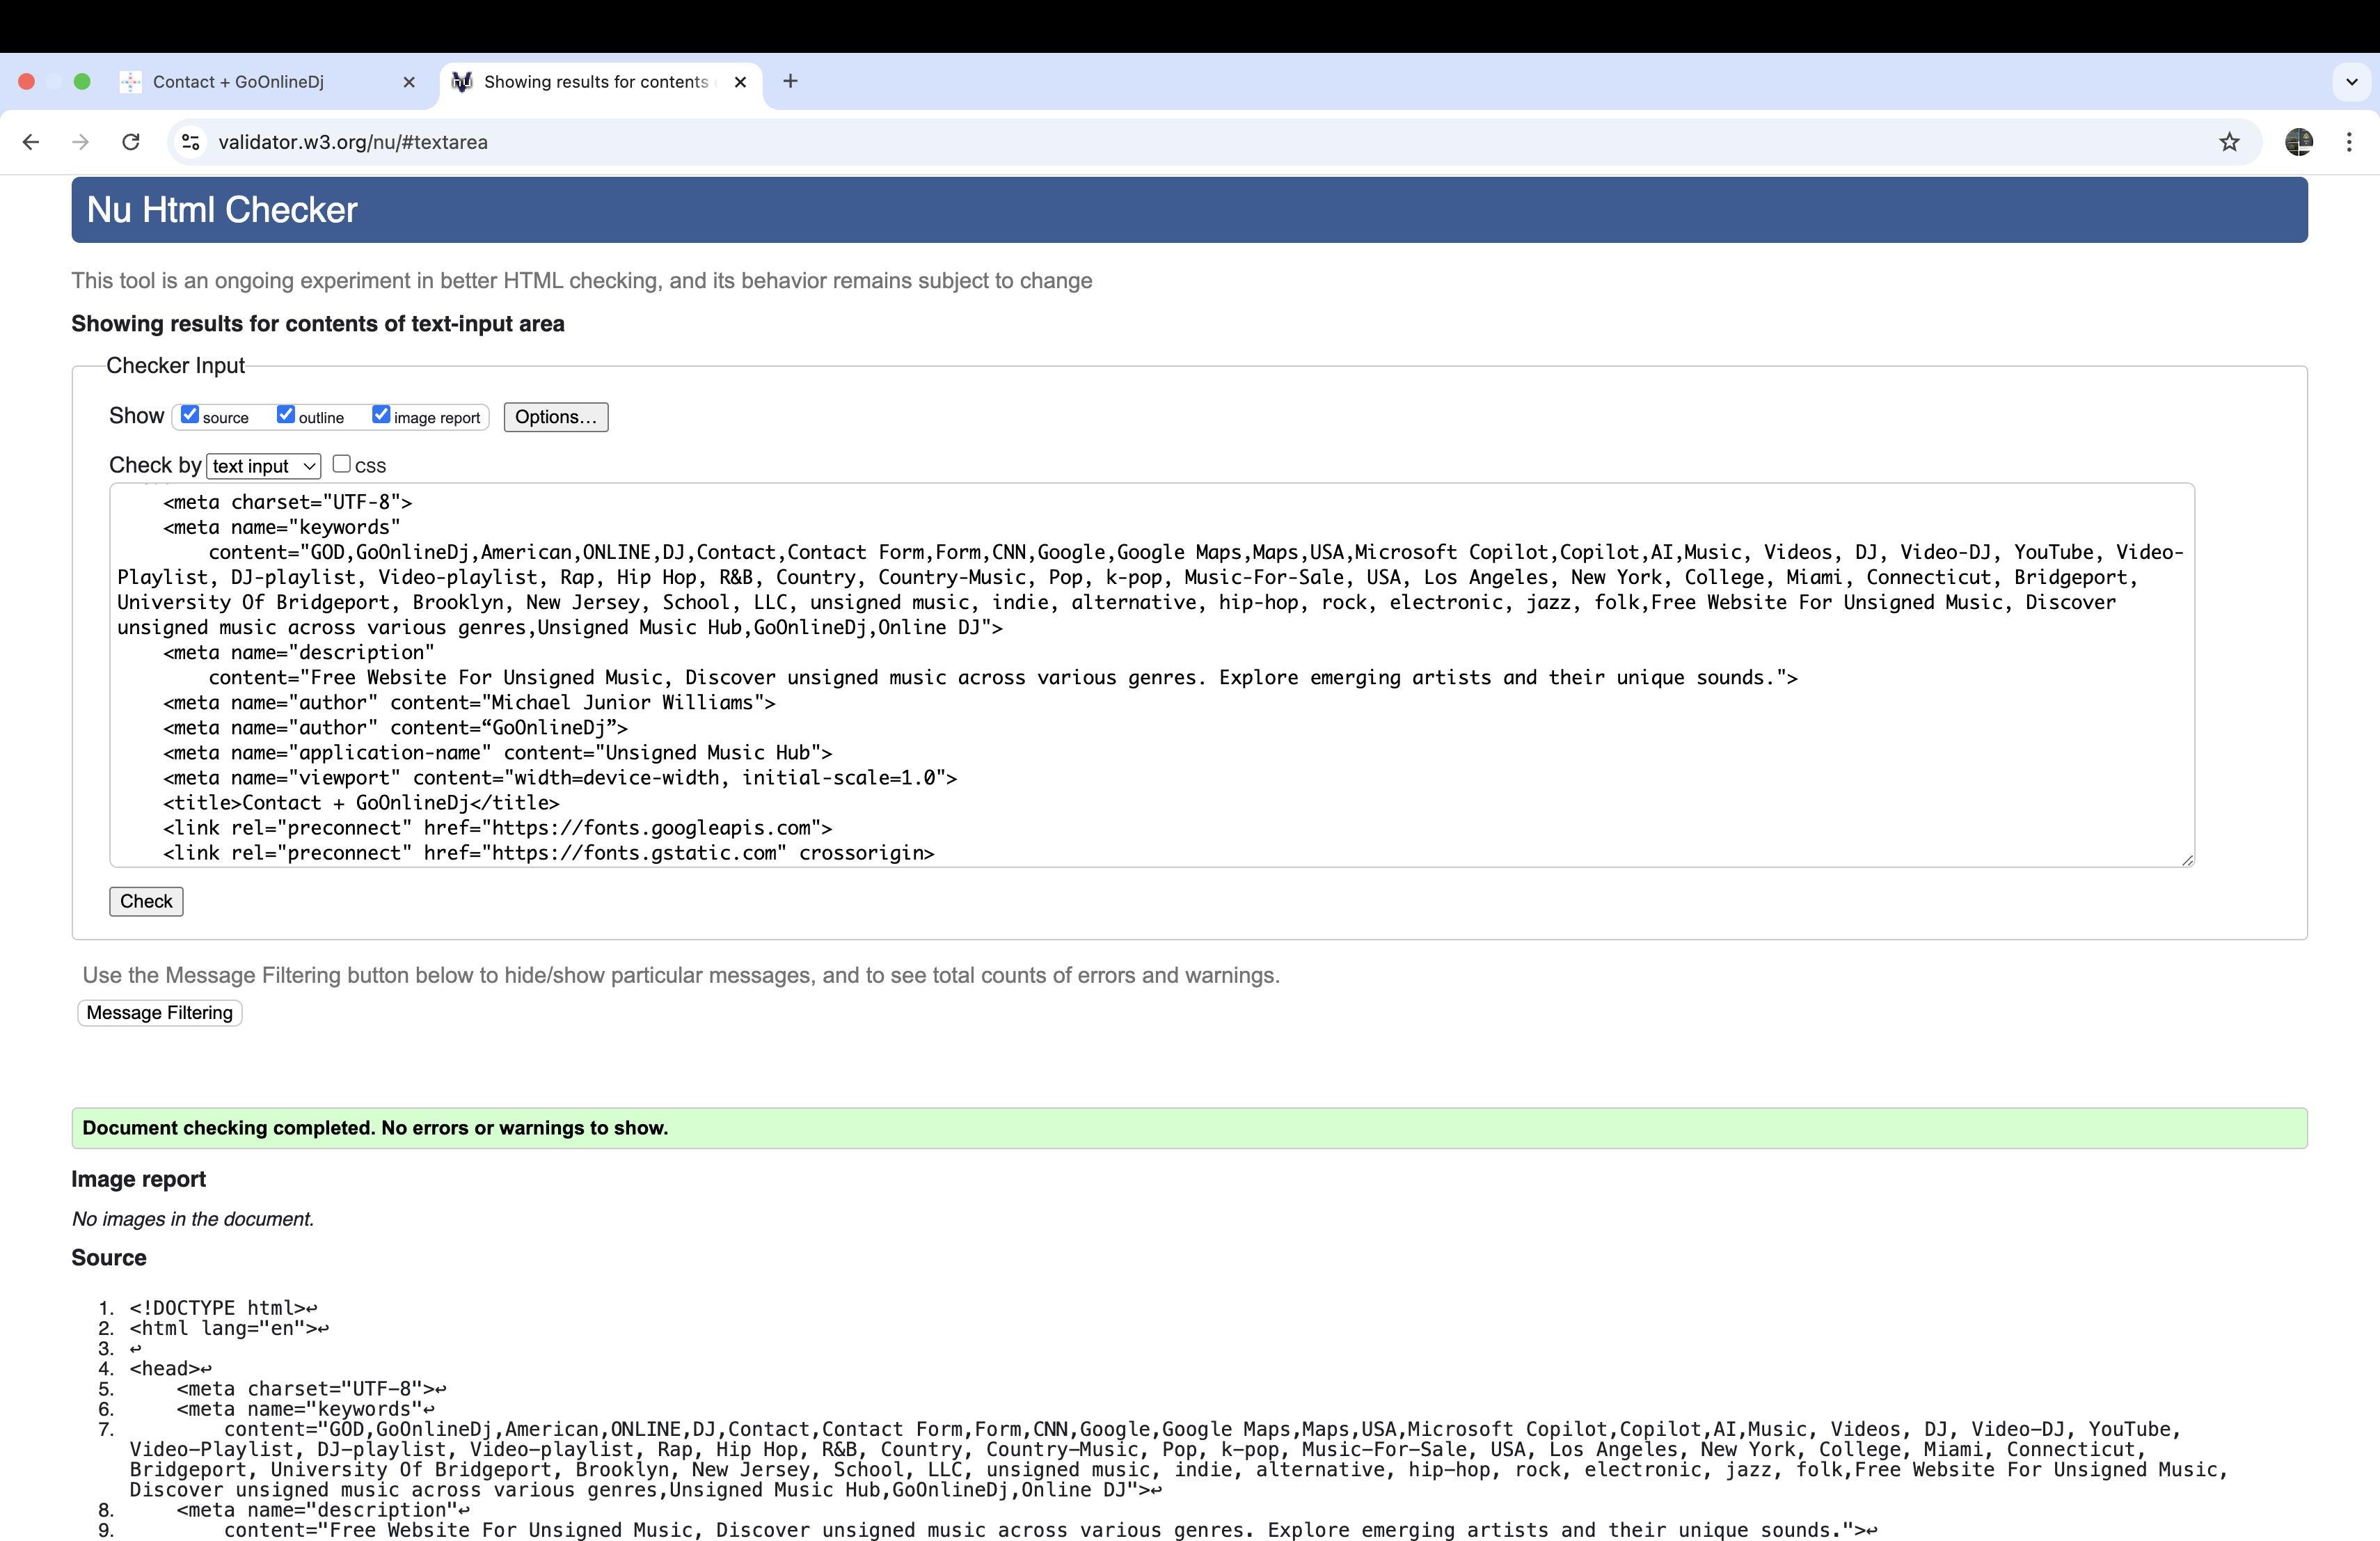 Contact + GoOnlineDj
Showing results for contents
validator.w3.org/nu/#textarea
Nu Html Checker
This tool is an ongoing experiment in better HTML checking, and its behavior remains subject to change
Showing results for contents of text-input area
Checker Input
Show source outline image report Options...
Check by text input CSS
<meta charset="UTF-8">
<meta name="keywords"
content="GOD,GoOnlineDj,American,ONLINE,DJ,Contact,Contact Form,Form,CNN,Google,Google Maps,Maps,USA,Microsoft Copilot,Copilot,AI,Music, Videos, DJ, Video-DJ, YouTube, Video-
Playlist, DJ-playlist, Video-playlist, Rap, Hip Hop, R&B, Country, Country-Music, Pop, k-pop, Music-For-Sale, USA, Los Angeles, New York, College, Miami, Connecticut, Bridgeport,
University Of Bridgeport, Brooklyn, New Jersey, School, LLC, unsigned music, indie, alternative, hip-hop, rock, electronic, jazz, folk,Free Website For Unsigned Music, Discover
unsigned music across various genres,Unsigned Music Hub,GoOnlineDj,Online DJ">
<meta name="description"
content="Free Website For Unsigned Music, Discover unsigned music across various genres. Explore emerging artists and their unique sounds.">
<meta name="author" content="Michael Junior Williams">
<meta name="author" content=“GoOnlineDj”>
<meta name="application-name" content="Unsigned Music Hub">
<meta name="viewport" content="width=device-width, initial-scale=1.0">
<title>Contact + GoOnlineDj</title>
<link rel="preconnect" href="https://fonts.googleapis.com">
<link rel="preconnect" href="https://fonts.gstatic.com" crossorigin>
Check
Use the Message Filtering button below to hide/show particular messages, and to see total counts of errors and warnings.
Message Filtering
Document checking completed. No errors or warnings to show.
Image report
No images in the document.
Source
1. <!DOCTYPE html>↩
2. <html lang="en">↩
3. ↩
4. <head>↩
5. <meta charset="UTF-8">↩
6. <meta name="keywords"↩
7. content="GOD,GoOnlineDj,American,ONLINE,DJ,Contact,Contact Form,Form,CNN,Google,Google Maps,Maps,USA,Microsoft Copilot,Copilot,AI,Music, Videos, DJ, Video-DJ, YouTube,
Video-Playlist, DJ-playlist, Video-playlist, Rap, Hip Hop, R&B, Country, Country-Music, Pop, k-pop, Music-For-Sale, USA, Los Angeles, New York, College, Miami, Connecticut,
Bridgeport, University Of Bridgeport, Brooklyn, New Jersey, School, LLC, unsigned music, indie, alternative, hip-hop, rock, electronic, jazz, folk,Free Website For Unsigned Music,
Discover unsigned music across various genres,Unsigned Music Hub,GoOnlineDj,Online DJ">↩
8. <meta name="description"↩
9. content="Free Website For Unsigned Music, Discover unsigned music across various genres. Explore emerging artists and their unique sounds.">↩